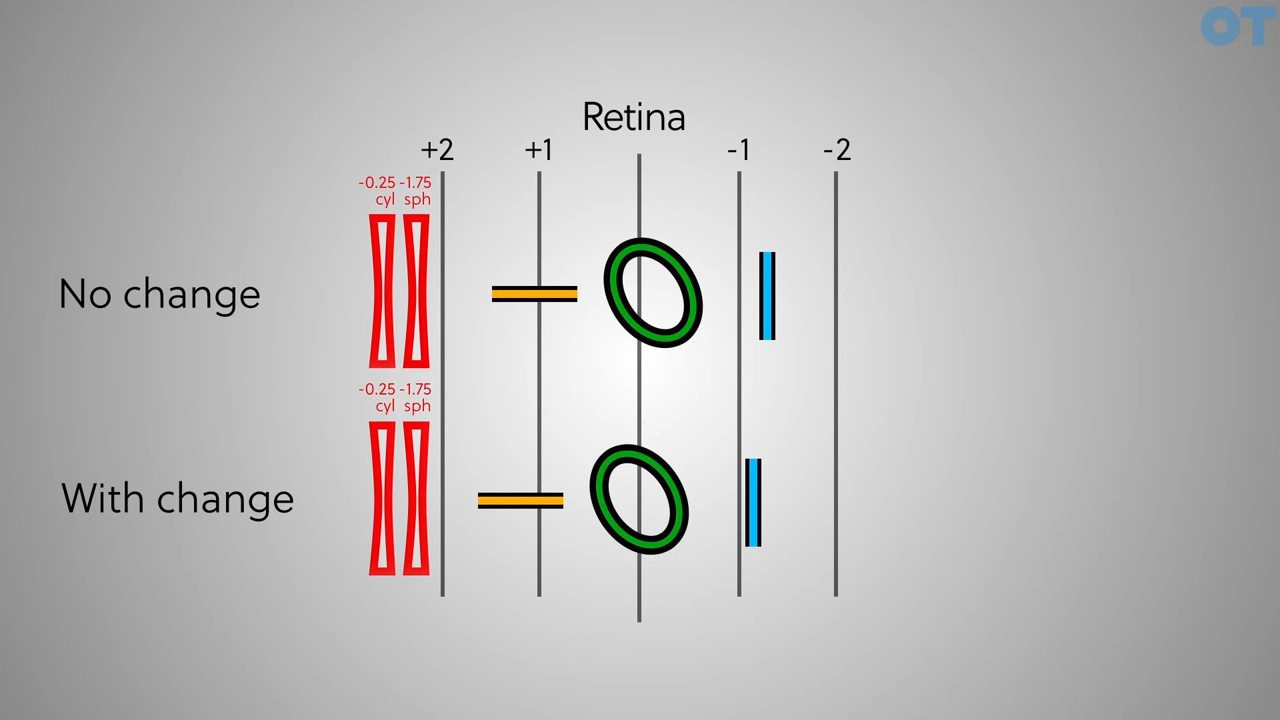 OT
Retina
+2 +1 -1 -2
-0.25 -1.75
cyl sph
No change
-0.25 -1.75
cyl sph
With change